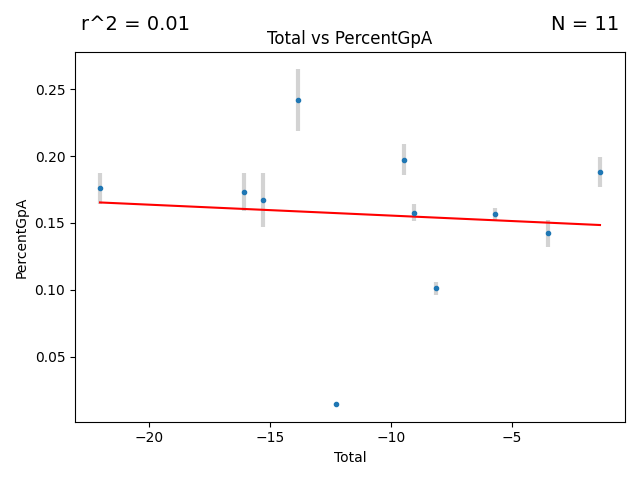 r^2 = 0.01
N = 11
Total vs PercentGpA
0.25
0.20
0.15
0.10
0.05
PercentGpA
−20
−15
−10
−5
Total